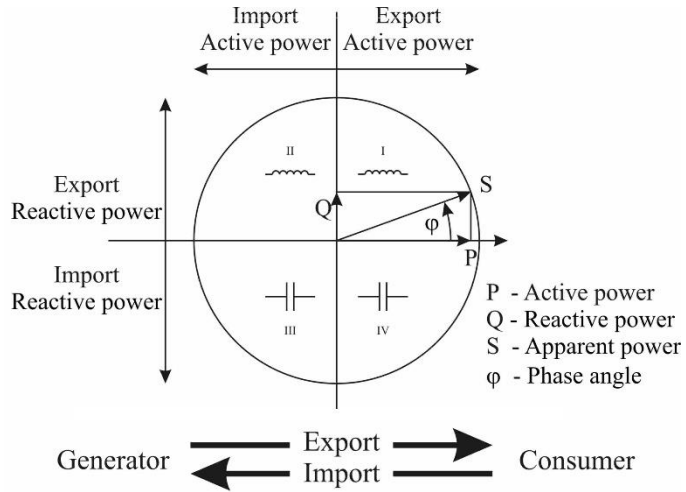 Import
Active power
Export
Active power
II
I
Export
Reactive power
Q
S
φ
P
Import
Reactive power
III
IV
P - Active power
Q - Reactive power
S - Apparent power
φ - Phase angle
Generator
Export
Import
Consumer